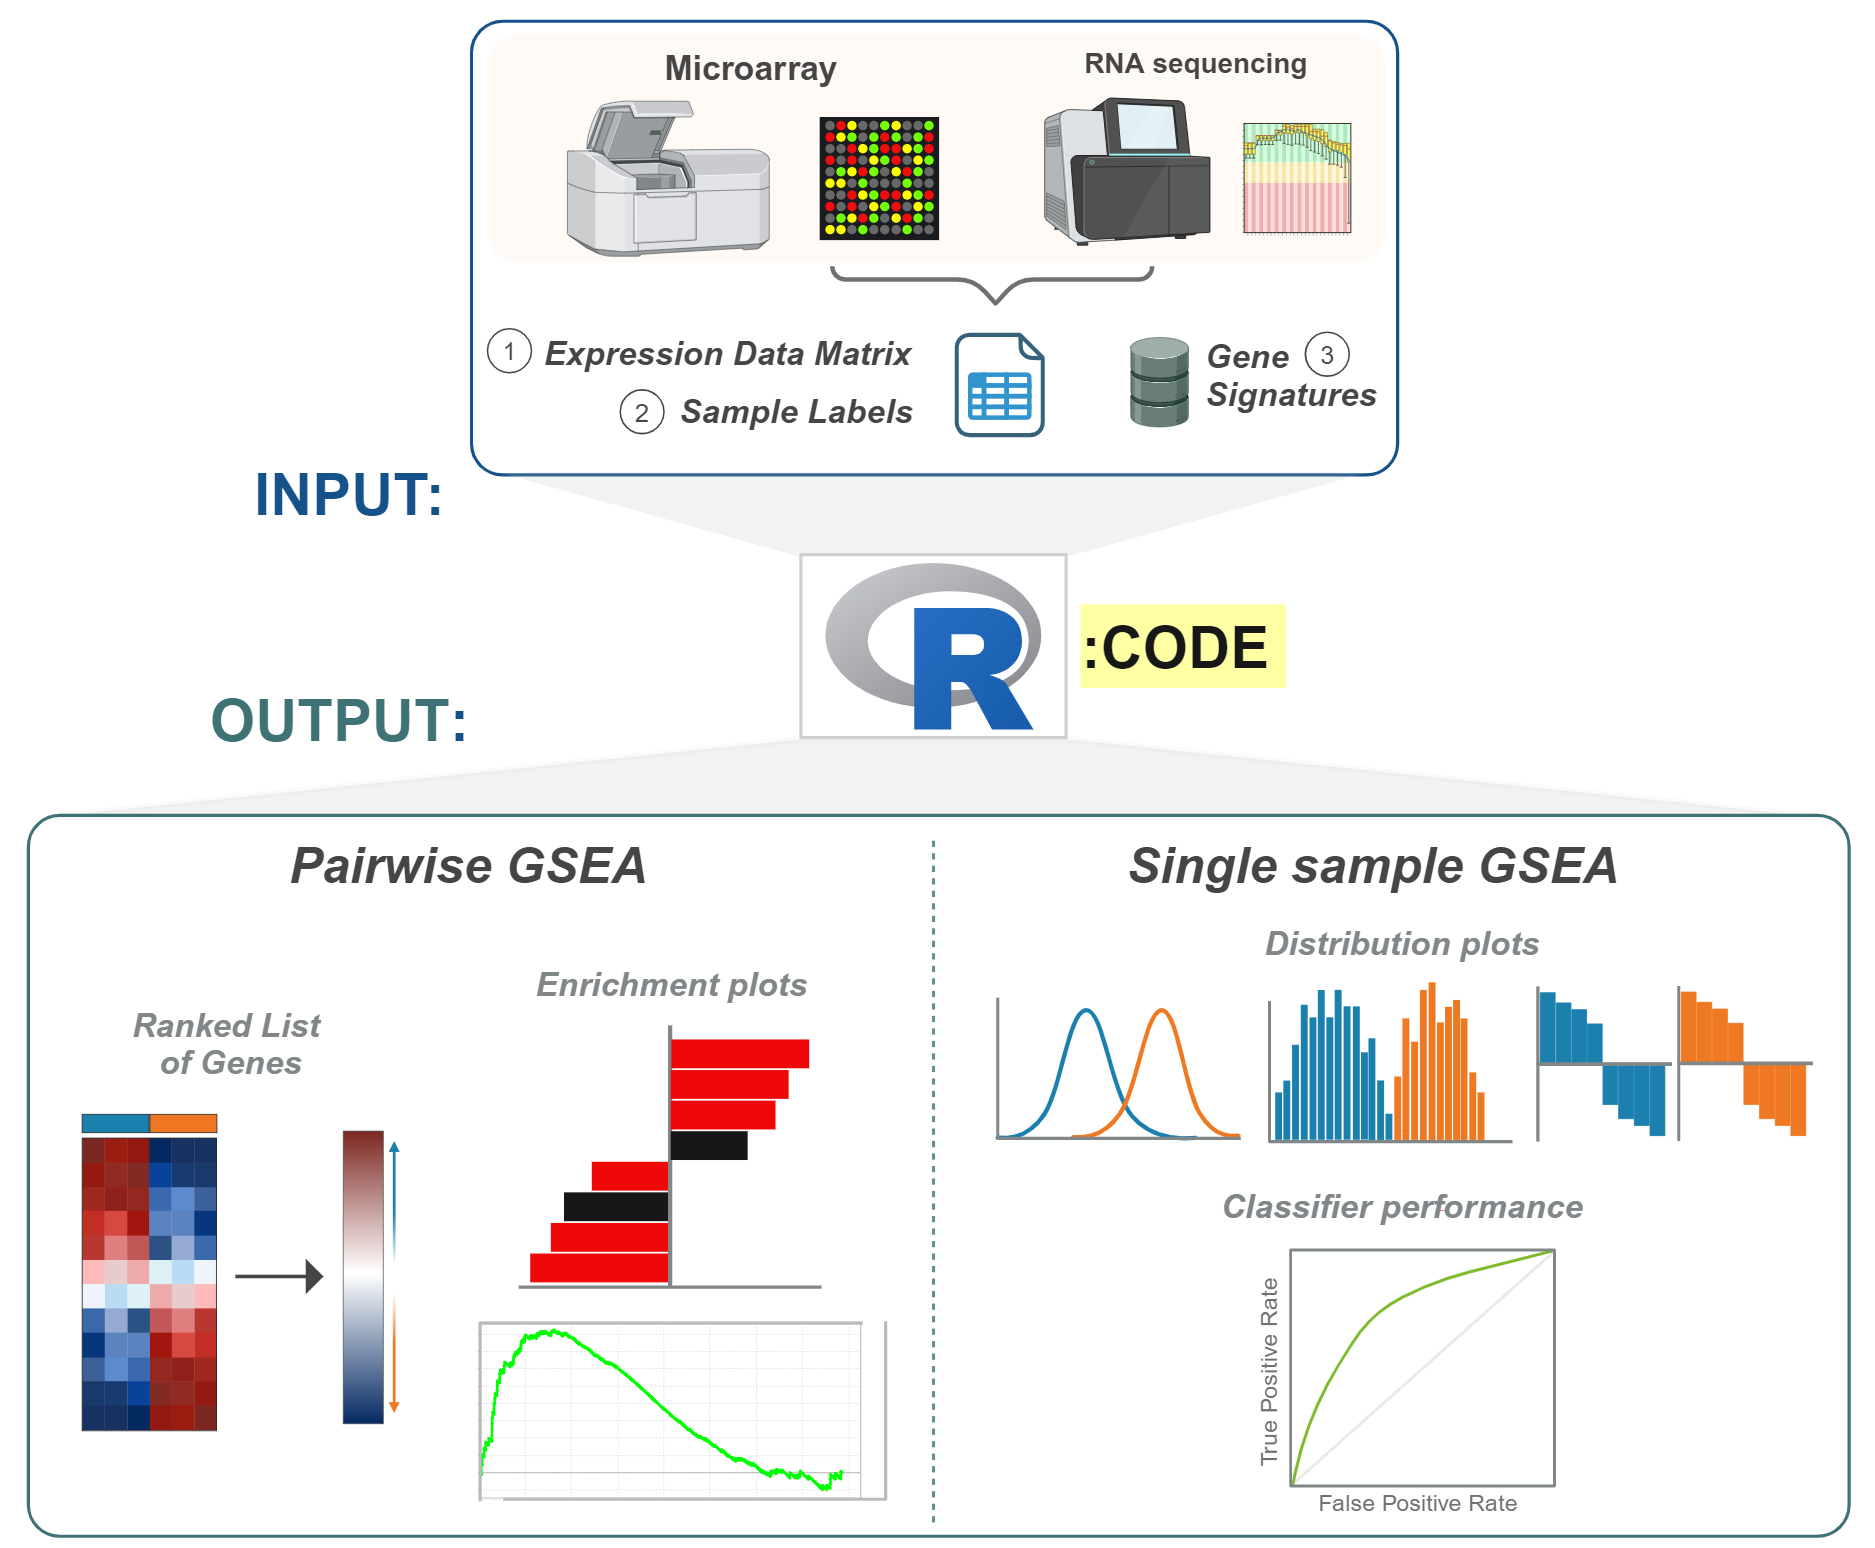 Microarray
RNA sequencing
1 Expression Data Matrix
2 Sample Labels
Gene 3
Signatures
INPUT:
R
:CODE
OUTPUT:
Pairwise GSEA
Single sample GSEA
Ranked List
of Genes
Enrichment plots
Distribution plots
Classifier performance
True Positive Rate
False Positive Rate